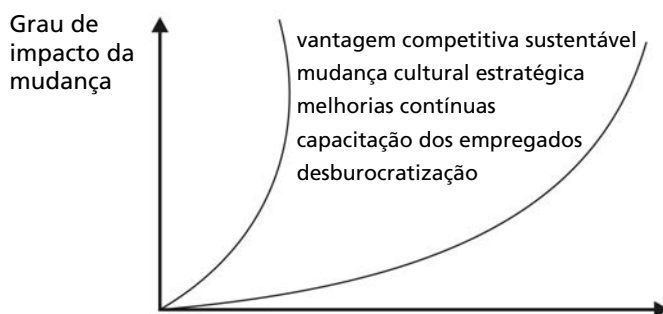 Grau de
impacto da
mudança
vantagem competitiva sustentável
mudança cultural estratégica
melhorias contínuas
capacitação dos empregados
desburocratização